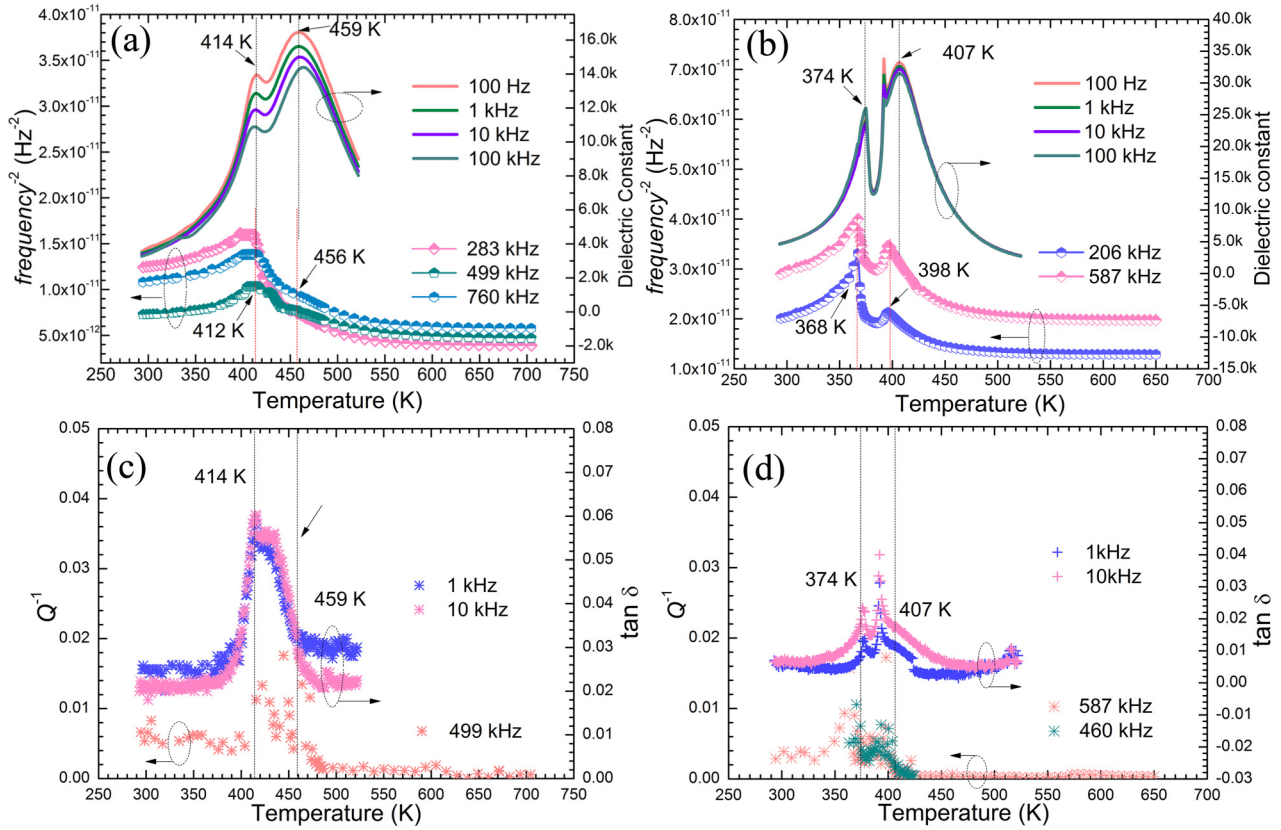 (a)
414 K
459 K
100 Hz
1 kHz
10 kHz
100 kHz
283 kHz
499 kHz
760 kHz
456 K
412 K
frequency⁻² (Hz⁻²)
4.0x10⁻¹¹
3.5x10⁻¹¹
3.0x10⁻¹¹
2.5x10⁻¹¹
2.0x10⁻¹¹
1.5x10⁻¹¹
1.0x10⁻¹¹
5.0x10⁻¹²
16.0k
14.0k
12.0k
10.0k
8.0k
6.0k
4.0k
2.0k
0.0
-2.0k
Dielectric Constant
250 300 350 400 450 500 550 600 650 700 750
Temperature (K)
(b)
374 K
407 K
100 Hz
1 kHz
10 kHz
100 kHz
206 kHz
587 kHz
398 K
368 K
frequency⁻² (Hz⁻²)
8.0x10⁻¹¹
7.0x10⁻¹¹
6.0x10⁻¹¹
5.0x10⁻¹¹
4.0x10⁻¹¹
3.0x10⁻¹¹
2.0x10⁻¹¹
1.0x10⁻¹¹
40.0k
35.0k
30.0k
25.0k
20.0k
15.0k
10.0k
5.0k
0.0
-5.0k
-10.0k
-15.0k
Dielectric constant
250 300 350 400 450 500 550 600 650 700
Temperature (K)
(c)
414 K
459 K
1 kHz
10 kHz
499 kHz
Q⁻¹
0.05
0.04
0.03
0.02
0.01
0.00
0.08
0.07
0.06
0.05
0.04
0.03
0.02
0.01
0.00
tan δ
250 300 350 400 450 500 550 600 650 700 750
Temperature (K)
(d)
374 K
407 K
1kHz
10kHz
587 kHz
460 kHz
Q⁻¹
0.05
0.04
0.03
0.02
0.01
0.00
0.08
0.07
0.06
0.05
0.04
0.03
0.02
0.01
0.00
-0.01
-0.02
-0.03
tan δ
250 300 350 400 450 500 550 600 650 700
Temperature (K)